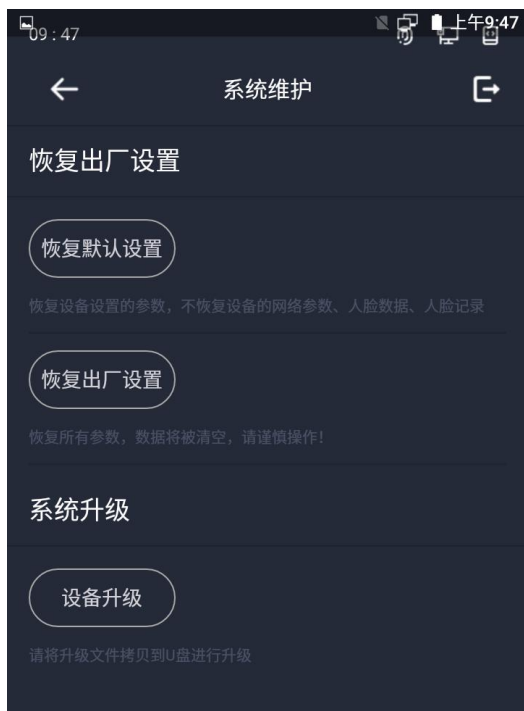 09 : 47
上午9:47
系统维护
恢复出厂设置
恢复默认设置
恢复设备设置的参数，不恢复设备的网络参数、人脸数据、人脸记录
恢复出厂设置
恢复所有参数，数据将被清空，请谨慎操作！
系统升级
设备升级
请将升级文件拷贝到U盘进行升级